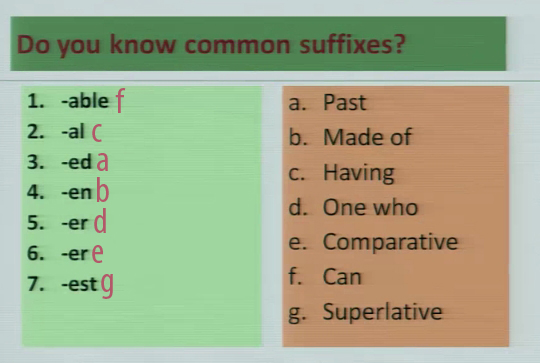 Do you know common suffixes?
1. -able f
2. -al c
3. -ed a
4. -en b
5. -er d
6. -er e
7. -est g
a. Past
b. Made of
c. Having
d. One who
e. Comparative
f. Can
g. Superlative